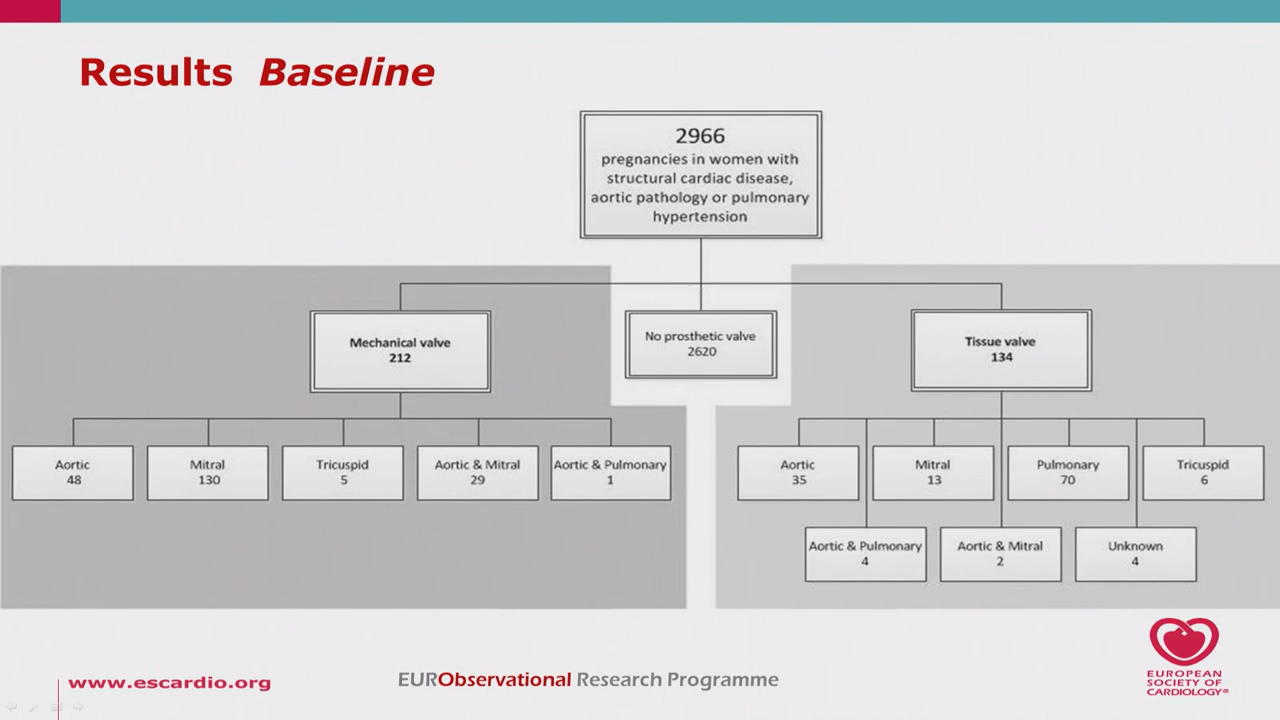 Results Baseline
2966
pregnancies in women with
structural cardiac disease,
aortic pathology or pulmonary
hypertension
Mechanical valve
212
No prosthetic valve
2620
Tissue valve
134
Aortic
48
Mitral
130
Tricuspid
5
Aortic & Mitral
29
Aortic & Pulmonary
1
Aortic
35
Mitral
13
Pulmonary
70
Tricuspid
6
Aortic & Pulmonary
4
Aortic & Mitral
2
Unknown
4
www.escardio.org
EURObservational Research Programme
EUROPEAN
SOCIETY OF
CARDIOLOGY®